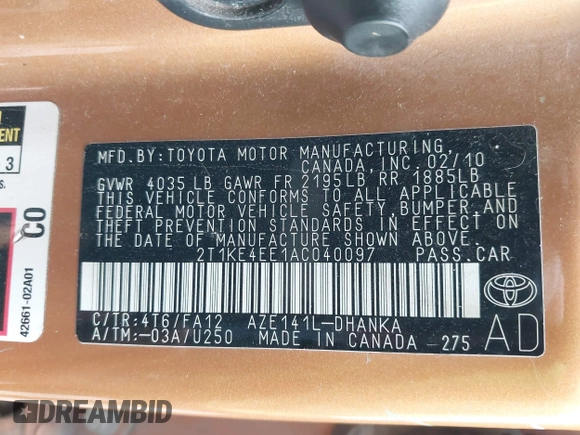 MFD.BY:TOYOTA MOTOR MANUFACTURING,
CANADA, INC. 02/10
GVWR 4035 LB GAWR FR 2195LB RR 1885LB
THIS VEHICLE CONFORMS TO ALL APPLICABLE
FEDERAL MOTOR VEHICLE SAFETY, BUMPER, AND
THEFT PREVENTION STANDARDS IN EFFECT ON
THE DATE OF MANUFACTURE SHOWN ABOVE.
2T1KE4EE1AC040097 PASS.CAR
C/TR:4T6/FA12 AZE141L-DHANKA
A/TM:-03A/U250 MADE IN CANADA 275
AD
CO
42661-02A01
3
DREAMBID